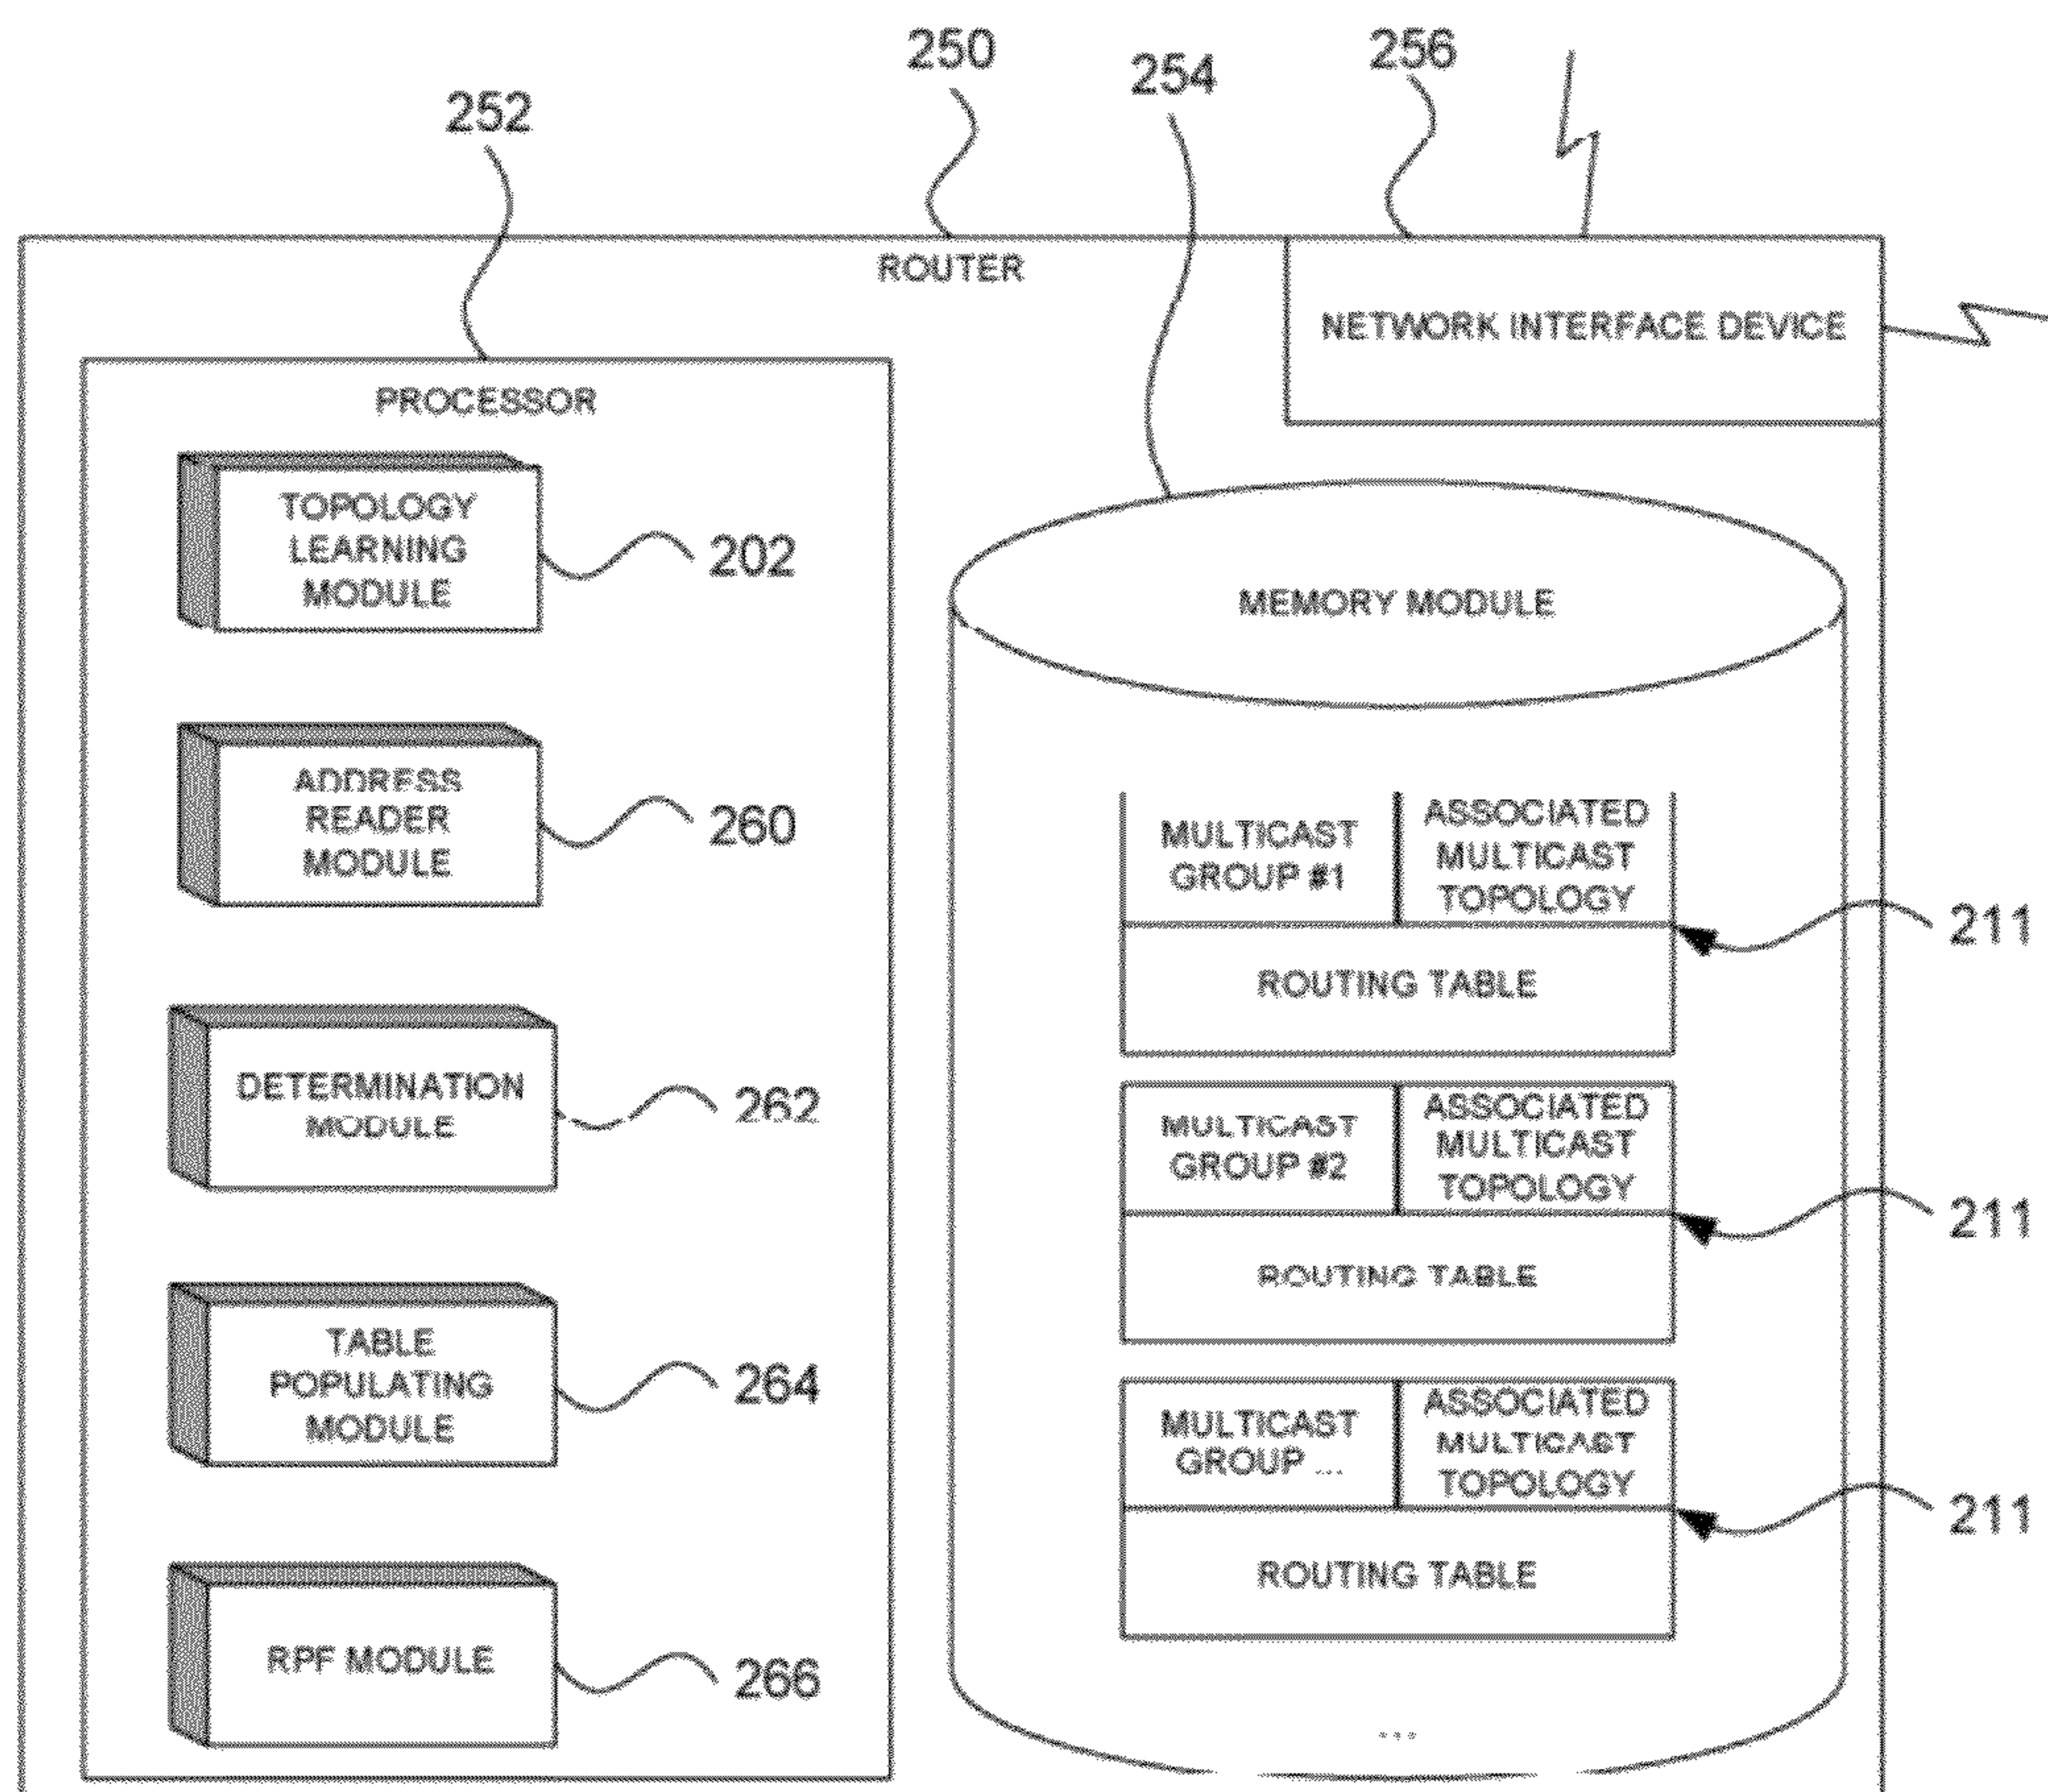 250
256
254
252
ROUTER
NETWORK INTERFACE DEVICE
PROCESSOR
TOPOLOGY
LEARNING
MODULE
202
MEMORY MODULE
ADDRESS
READER
MODULE
260
MULTICAST
GROUP #1
ASSOCIATED
MULTICAST
TOPOLOGY
211
ROUTING TABLE
DETERMINATION
MODULE
262
MULTICAST
GROUP #2
ASSOCIATED
MULTICAST
TOPOLOGY
211
ROUTING TABLE
TABLE
POPULATING
MODULE
264
MULTICAST
GROUP ...
ASSOCIATED
MULTICAST
TOPOLOGY
211
ROUTING TABLE
RPF MODULE
266
...